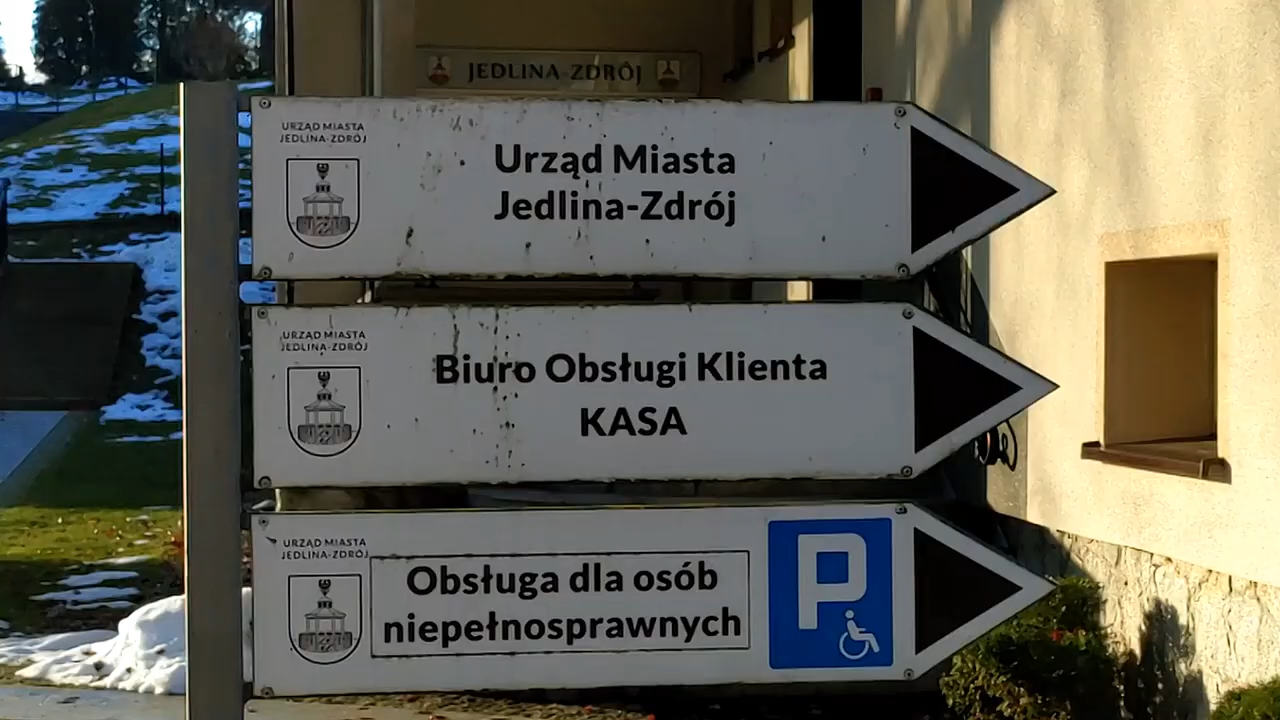 JEDLINA-ZDRÓJ
URZĄD MIASTA
JEDLINA-ZDRÓJ
Urząd Miasta
Jedlina-Zdrój
URZĄD MIASTA
JEDLINA-ZDRÓJ
Biuro Obsługi Klienta
KASA
URZĄD MIASTA
JEDLINA-ZDRÓJ
Obsługa dla osób
niepełnosprawnych
P